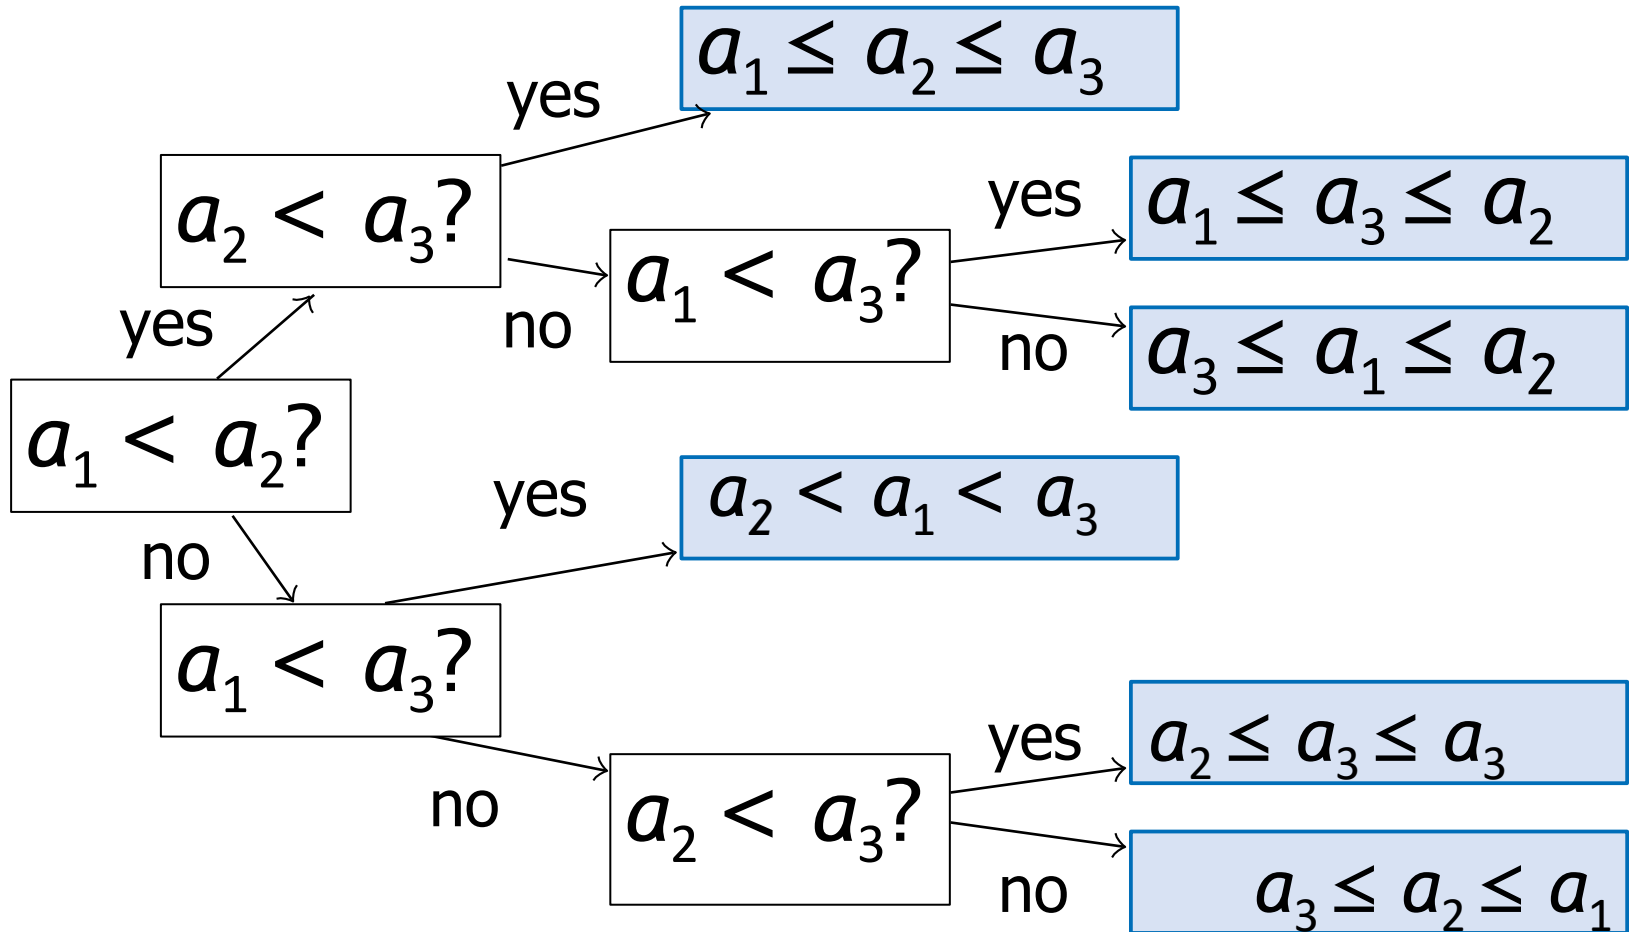 a₁ ≤ a₂ ≤ a₃
yes
a₂ < a₃?
yes
a₁ ≤ a₃ ≤ a₂
a₁ < a₃?
no
yes
no
a₃ ≤ a₁ ≤ a₂
a₁ < a₂?
yes
a₂ < a₁ < a₃
no
a₁ < a₃?
yes
a₂ ≤ a₃ ≤ a₃
no
a₂ < a₃?
no
a₃ ≤ a₂ ≤ a₁